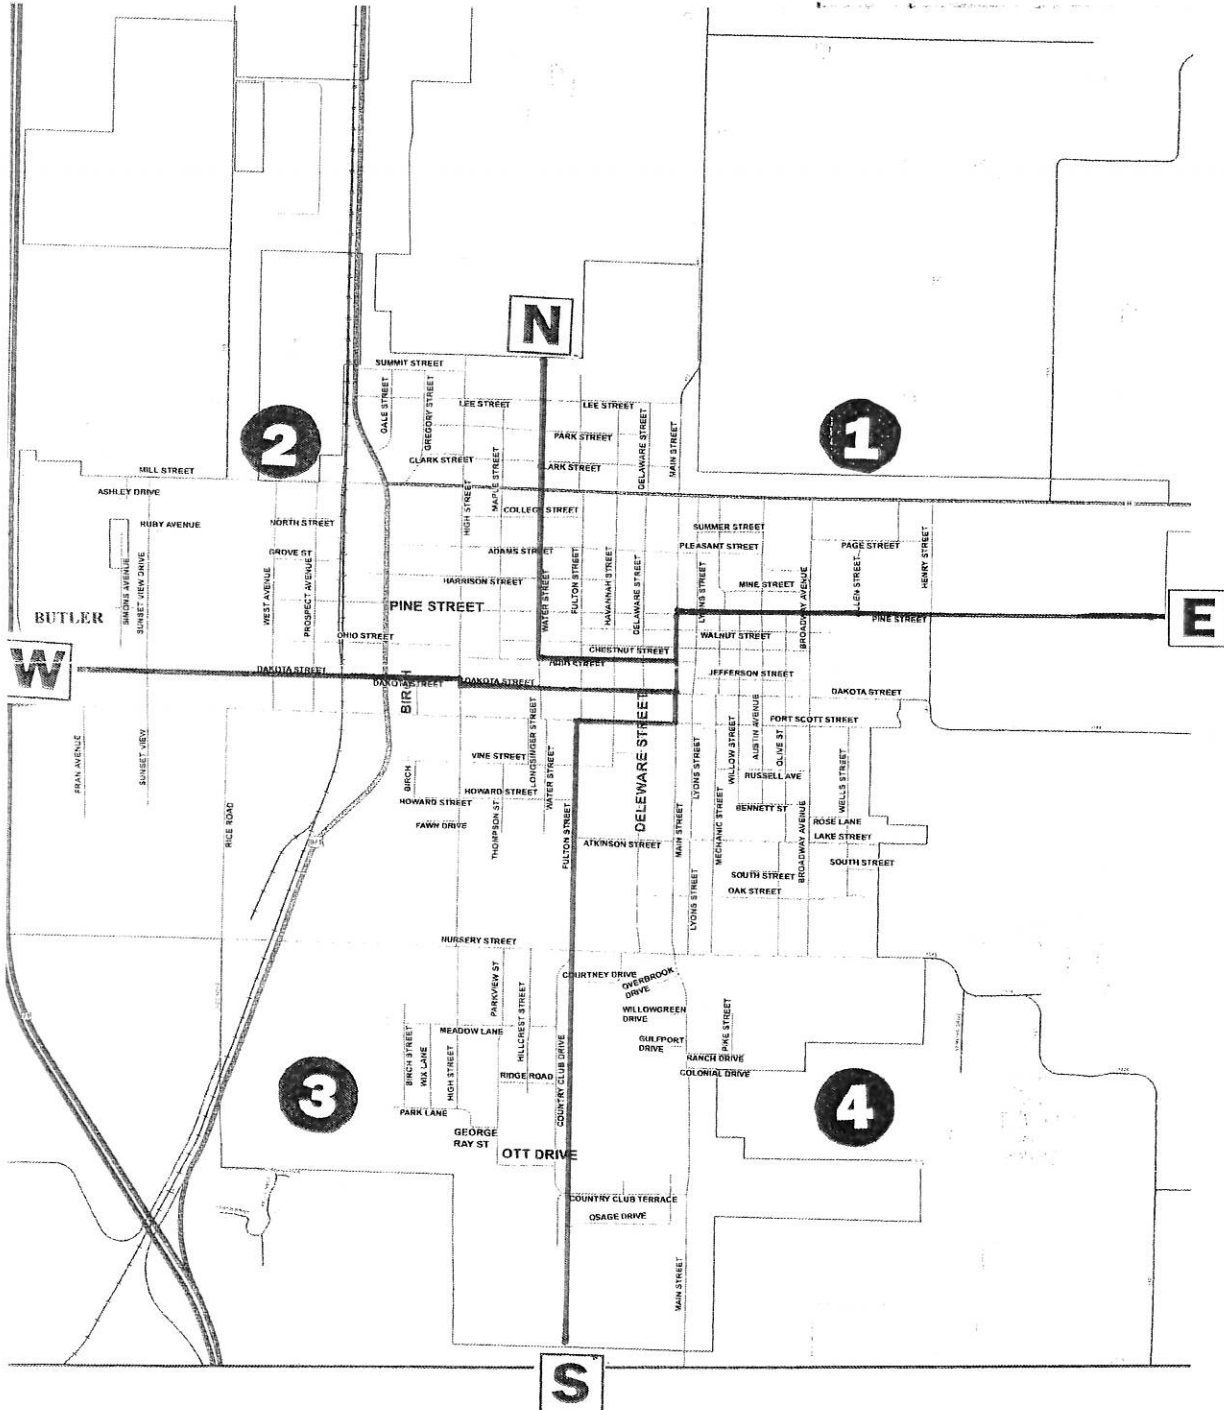 N
SUMMIT STREET
GALE STREET
GREGORY STREET
LEE STREET
LEE STREET
2
1
PARK STREET
DELAWARE STREET
MAIN STREET
CLARK STREET
CLARK STREET
MAPLE STREET
HIGH STREET
MILL STREET
ASHLEY DRIVE
COLLEGE STREET
RUBY AVENUE
NORTH STREET
SUMMER STREET
PLEASANT STREET
PAGE STREET
HENRY STREET
GROVE ST
ADAMS STREET
SIMONS AVENUE
SUNSET VIEW DRIVE
WEST AVENUE
PROSPECT AVENUE
HARRISON STREET
WATER STREET
FULTON STREET
HAVANNAH STREET
DELAWARE STREET
LYONS STREET
MINE STREET
BROADWAY AVENUE
ALLEN STREET
BUTLER
PINE STREET
PINE STREET
E
OHIO STREET
WALNUT STREET
CHESTNUT STREET
OHIO STREET
W
DAKOTA STREET
DAKOTA STREET
DAKOTA STREET
BIRCH
JEFFERSON STREET
DAKOTA STREET
FORT SCOTT STREET
FRAN AVENUE
SUNSET VIEW
VINE STREET
LONGSINGER STREET
WATER STREET
DELEWARE STREET
LYONS STREET
WILLOW STREET
AUSTIN AVENUE
OLIVE ST
BIRCH
RUSSELL AVE
WELLS STREET
HOWARD STREET
HOWARD STREET
BENNETT ST
RICE ROAD
FAWN DRIVE
THOMPSON ST
FULTON STREET
ATKINSON STREET
MAIN STREET
MECHANIC STREET
BROADWAY AVENUE
ROSE LANE
LAKE STREET
SOUTH STREET
SOUTH STREET
LYONS STREET
OAK STREET
NURSERY STREET
PARKVIEW ST
HILLCREST STREET
COURTNEY DRIVE
OVERBROOK
DRIVE
WILLOWGREEN
DRIVE
PIKE STREET
MEADOW LANE
GULFPORT
DRIVE
BIRCH STREET
WIX LANE
HIGH STREET
RANCH DRIVE
COLONIAL DRIVE
RIDGE ROAD
COUNTRY CLUB DRIVE
3
4
PARK LANE
GEORGE
RAY ST
OTT DRIVE
COUNTRY CLUB TERRACE
OSAGE DRIVE
MAIN STREET
S